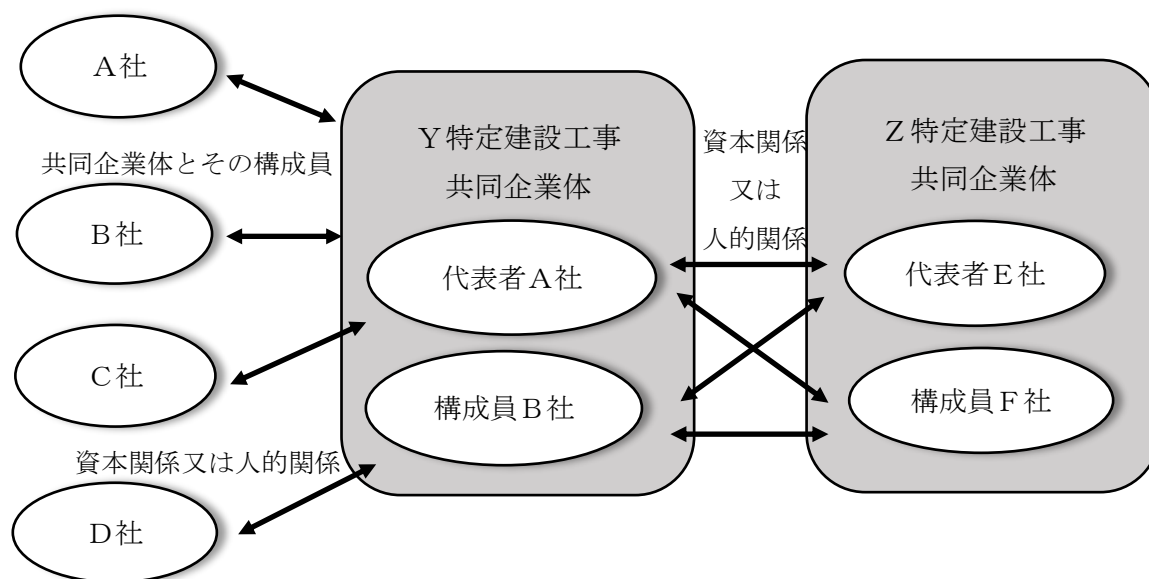 A社
共同企業体とその構成員
B社
C社
資本関係又は人的関係
D社
Y特定建設工事
共同企業体
代表者A社
構成員B社
資本関係
又は
人的関係
Z特定建設工事
共同企業体
代表者E社
構成員F社